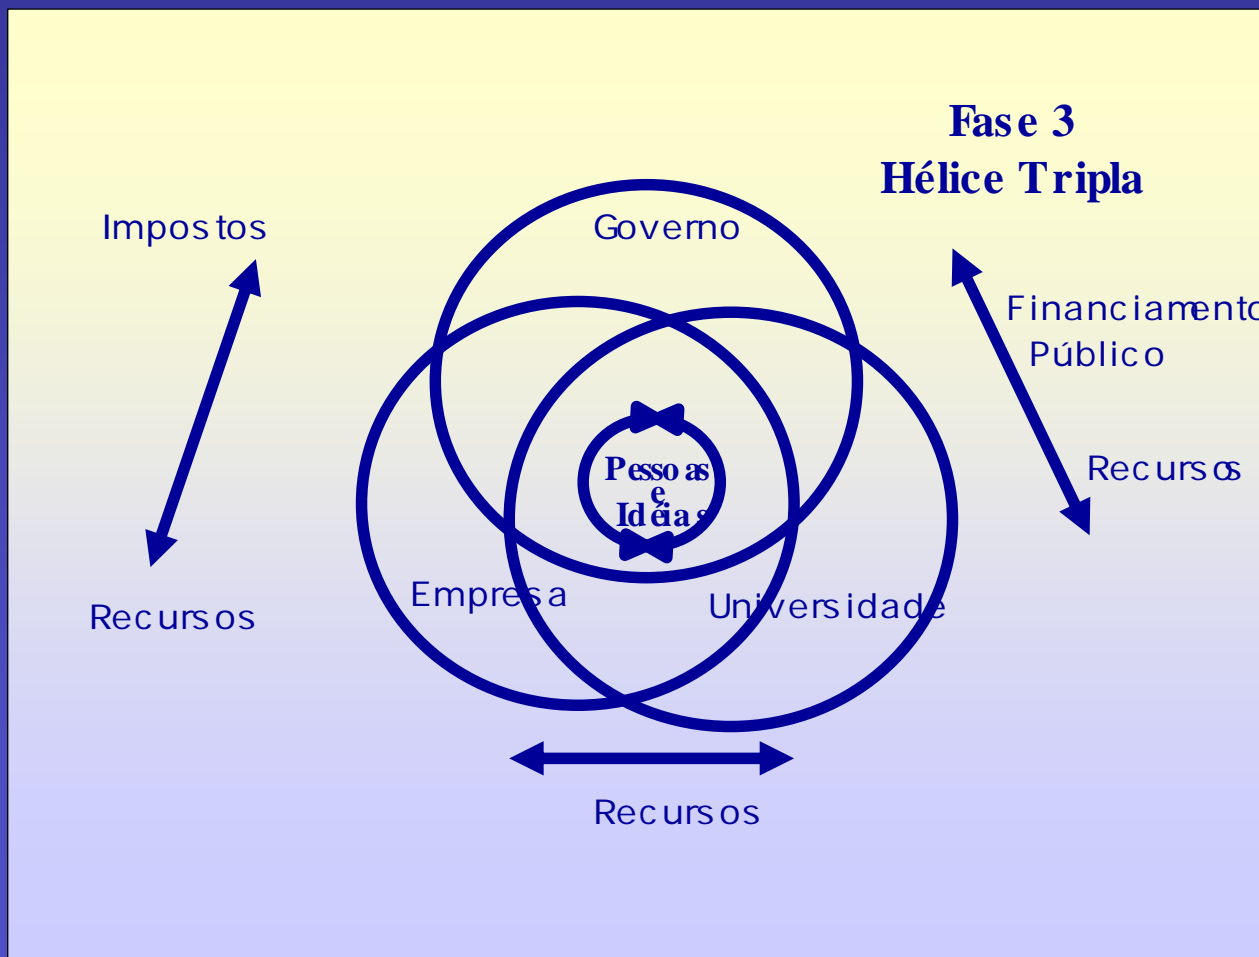 Fase 3
Hélice Tripla
Impostos
Governo
Financiamento
Público
Pessoas
e
Idéias
Recursos
Empresa
Universidade
Recursos
Recursos